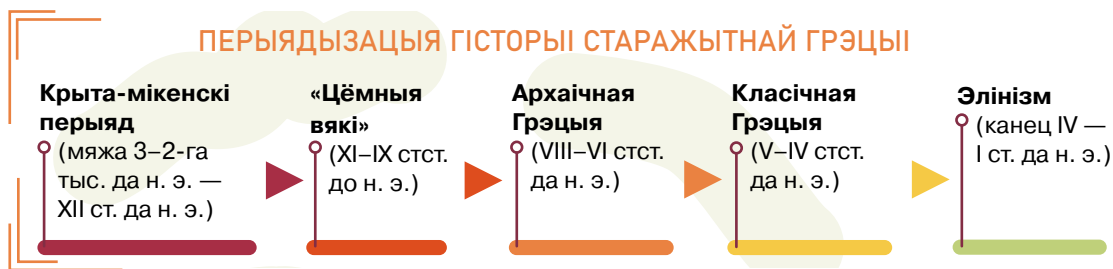 ПЕРЫЯДЫЗАЦЫЯ ГІСТОРЫІ СТАРАЖЫТНАЙ ГРЭЦЫІ
Крыта-мікенскі
перыяд
(мяжа 3–2-га
тыс. да н. э. —
XII ст. да н. э.)
«Цёмныя
вякі»
(XI–IX стст.
до н. э.)
Архаічная
Грэцыя
(VIII–VI стст.
да н. э.)
Класічная
Грэцыя
(V–IV стст.
да н. э.)
Элінізм
(канец IV —
I ст. да н. э.)